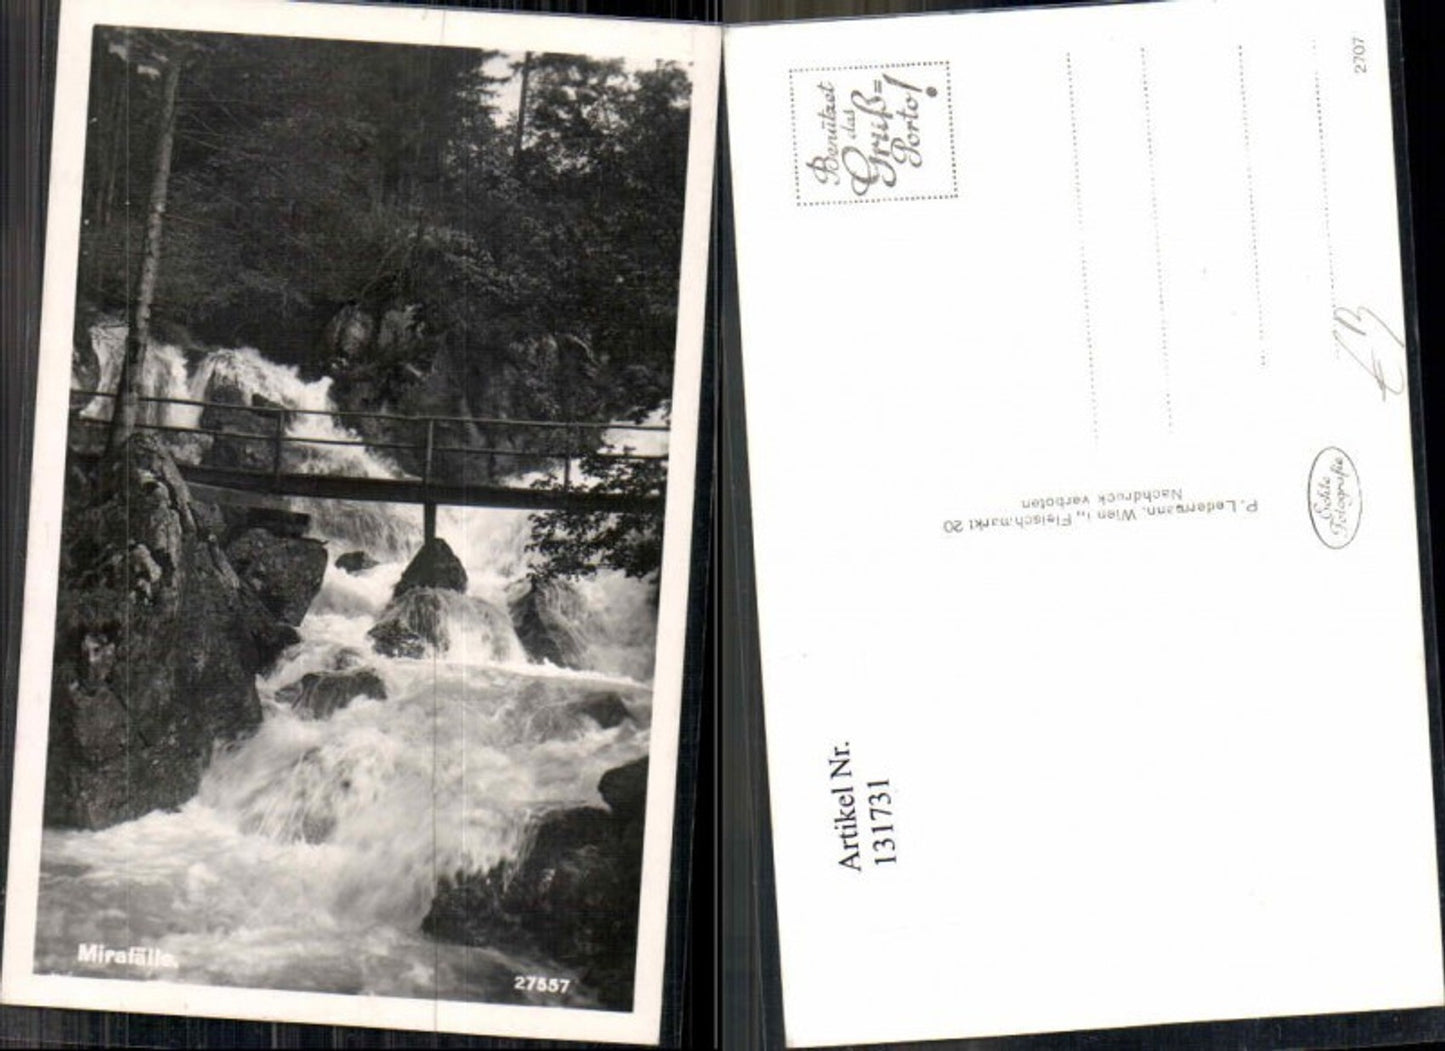 Mirafälle.
27557
Benützet
das
Gruß=
Porto!
2707
P. Ledermann, Wien I., Fleischmarkt 20
Nachdruck verboten
Echte
Fotografie
Artikel Nr.
131731